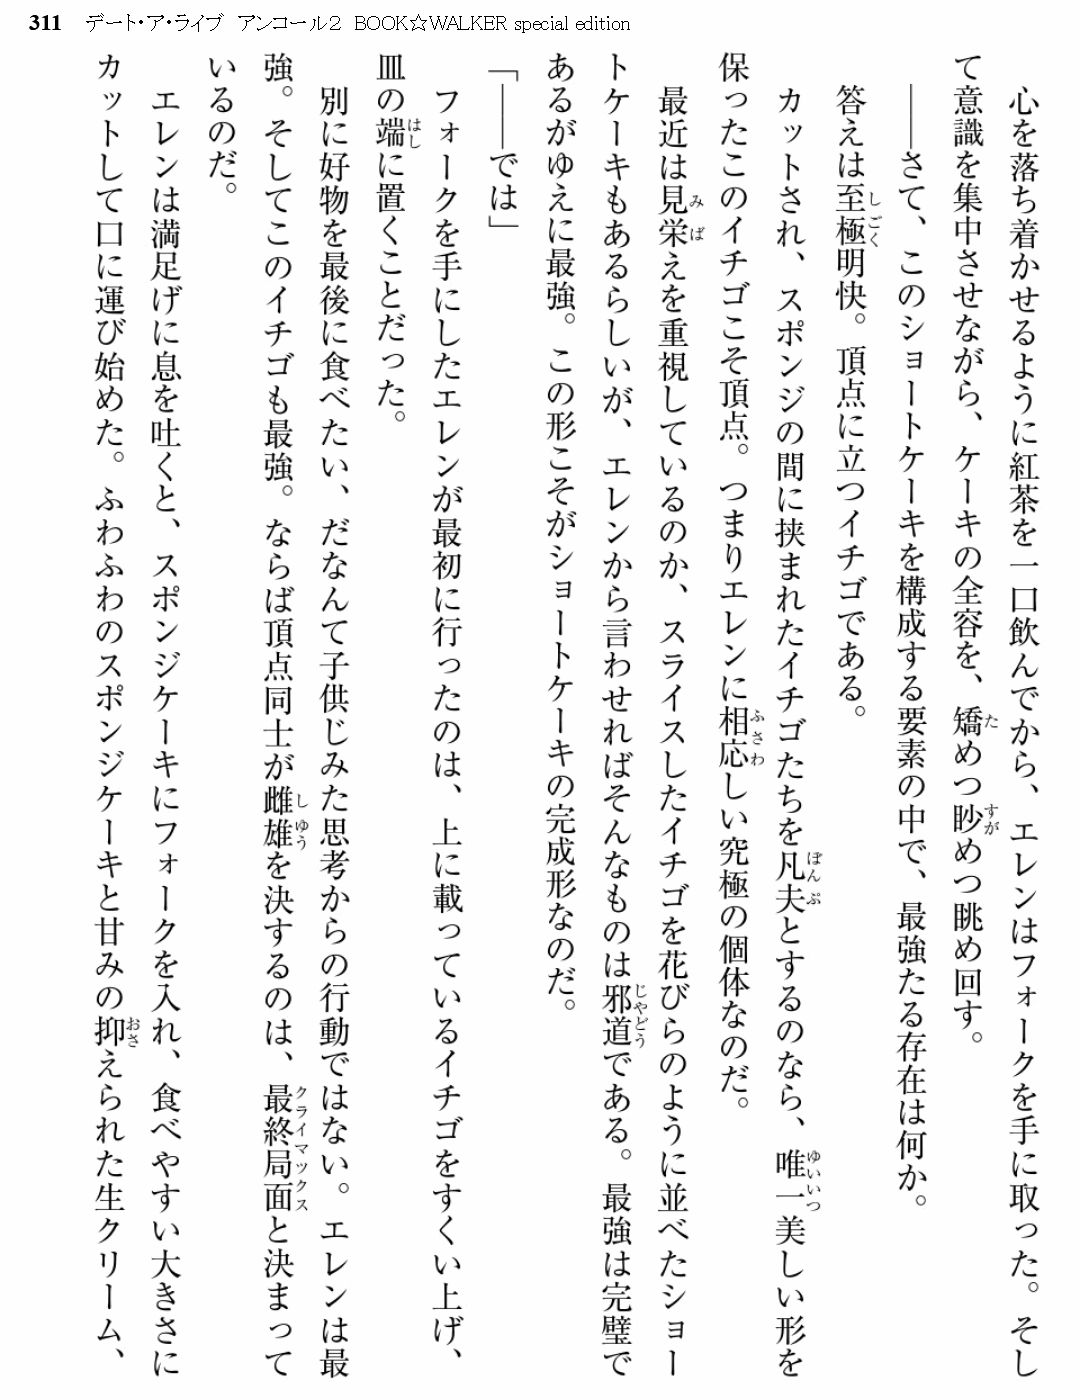 311 デート・ア・ライブ アンコール2 BOOK☆WALKER special edition
　心を落ち着かせるように紅茶を一口飲んでから、エレンはフォークを手に取った。そし
て意識を集中させながら、ケーキの全容を、矯めつ眇めつ眺め回す。
　――さて、このショートケーキを構成する要素の中で、最強たる存在は何か。
　答えは至極明快。頂点に立つイチゴである。
　カットされ、スポンジの間に挟まれたイチゴたちを凡夫とするのなら、唯一美しい形を
保ったこのイチゴこそ頂点。つまりエレンに相応しい究極の個体なのだ。
　最近は見栄えを重視しているのか、スライスしたイチゴを花びらのように並べたショー
トケーキもあるらしいが、エレンから言わせればそんなものは邪道である。最強は完璧で
あるがゆえに最強。この形こそがショートケーキの完成形なのだ。
「――では」
　フォークを手にしたエレンが最初に行ったのは、上に載っているイチゴをすくい上げ、
皿の端に置くことだった。
　別に好物を最後に食べたい、だなんて子供じみた思考からの行動ではない。エレンは最
強。そしてこのイチゴも最強。ならば頂点同士が雌雄を決するのは、最終局面と決まって
いるのだ。
　エレンは満足げに息を吐くと、スポンジケーキにフォークを入れ、食べやすい大きさに
カットして口に運び始めた。ふわふわのスポンジケーキと甘みの抑えられた生クリーム、